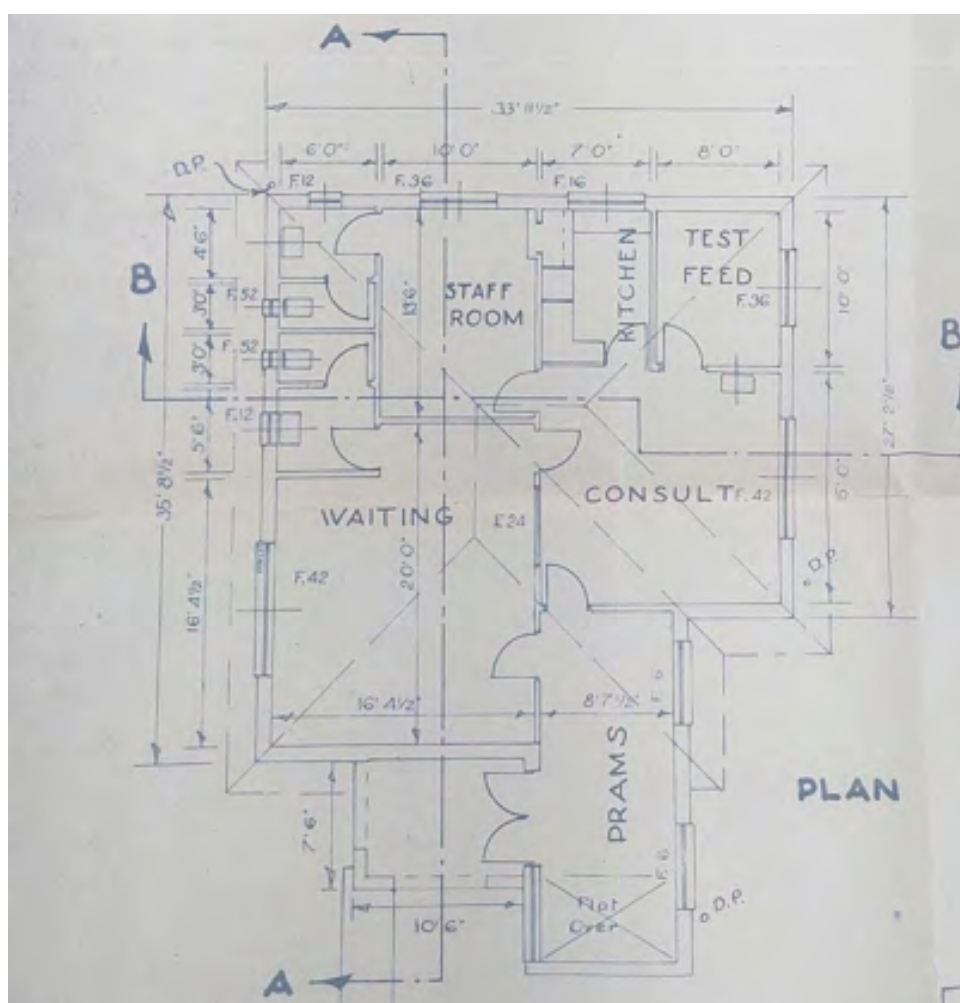 A
33' 11½"
6'0"
10'0"
7'0"
8'0"
D.P.
F.12
F.36
F.16
4'6"
TEST
FEED
KITCHEN
B
3'0"
F.52
STAFF
ROOM
13'6"
F.36
10'0"
B
3'0"
F.52
F.12
5'6"
27' 2½"
35' 8½"
CONSULT
F.42
WAITING
F.24
20'0"
F.42
16' 4½"
D.P.
16' 4½"
8'7½"
F.6
PRAMS
PLAN
7'6"
F.6
10'6"
Flat
Over
D.P.
A